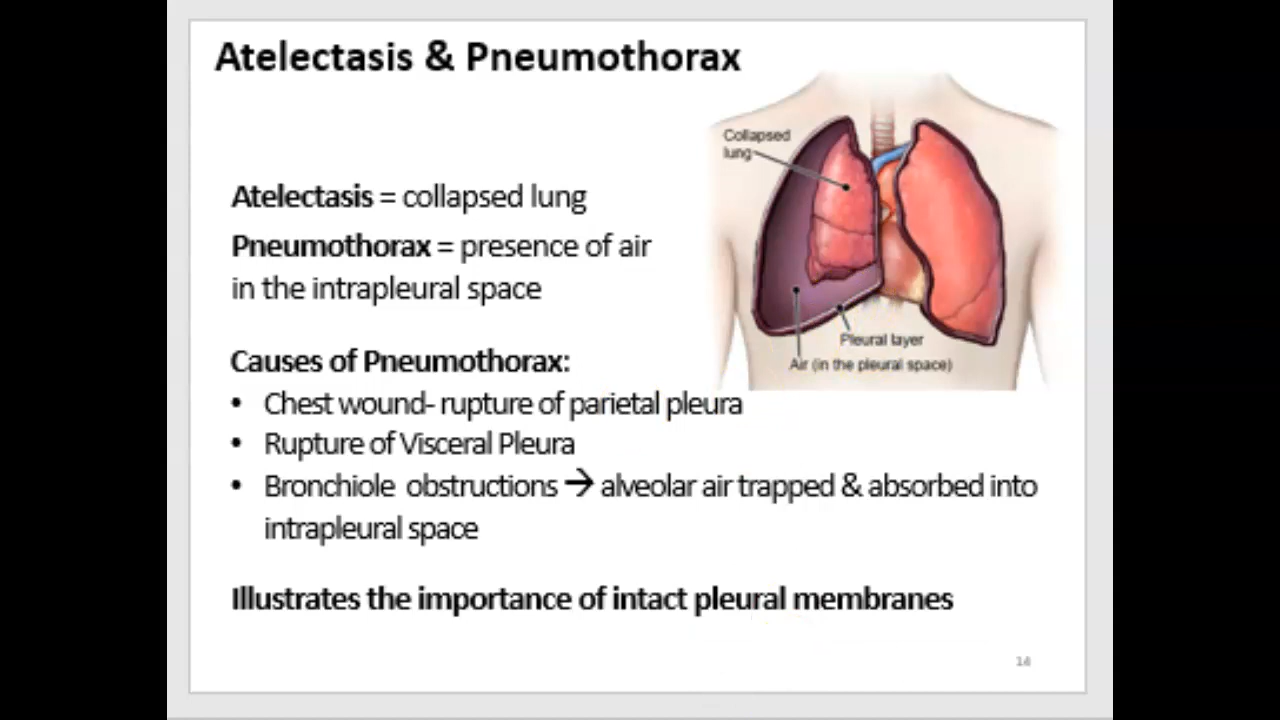 Atelectasis & Pneumothorax
Collapsed
lung
Atelectasis = collapsed lung
Pneumothorax = presence of air
in the intrapleural space
Pleural layer
Air (in the pleural space)
Causes of Pneumothorax:
• Chest wound- rupture of parietal pleura
• Rupture of Visceral Pleura
• Bronchiole obstructions → alveolar air trapped & absorbed into
intrapleural space
Illustrates the importance of intact pleural membranes
14